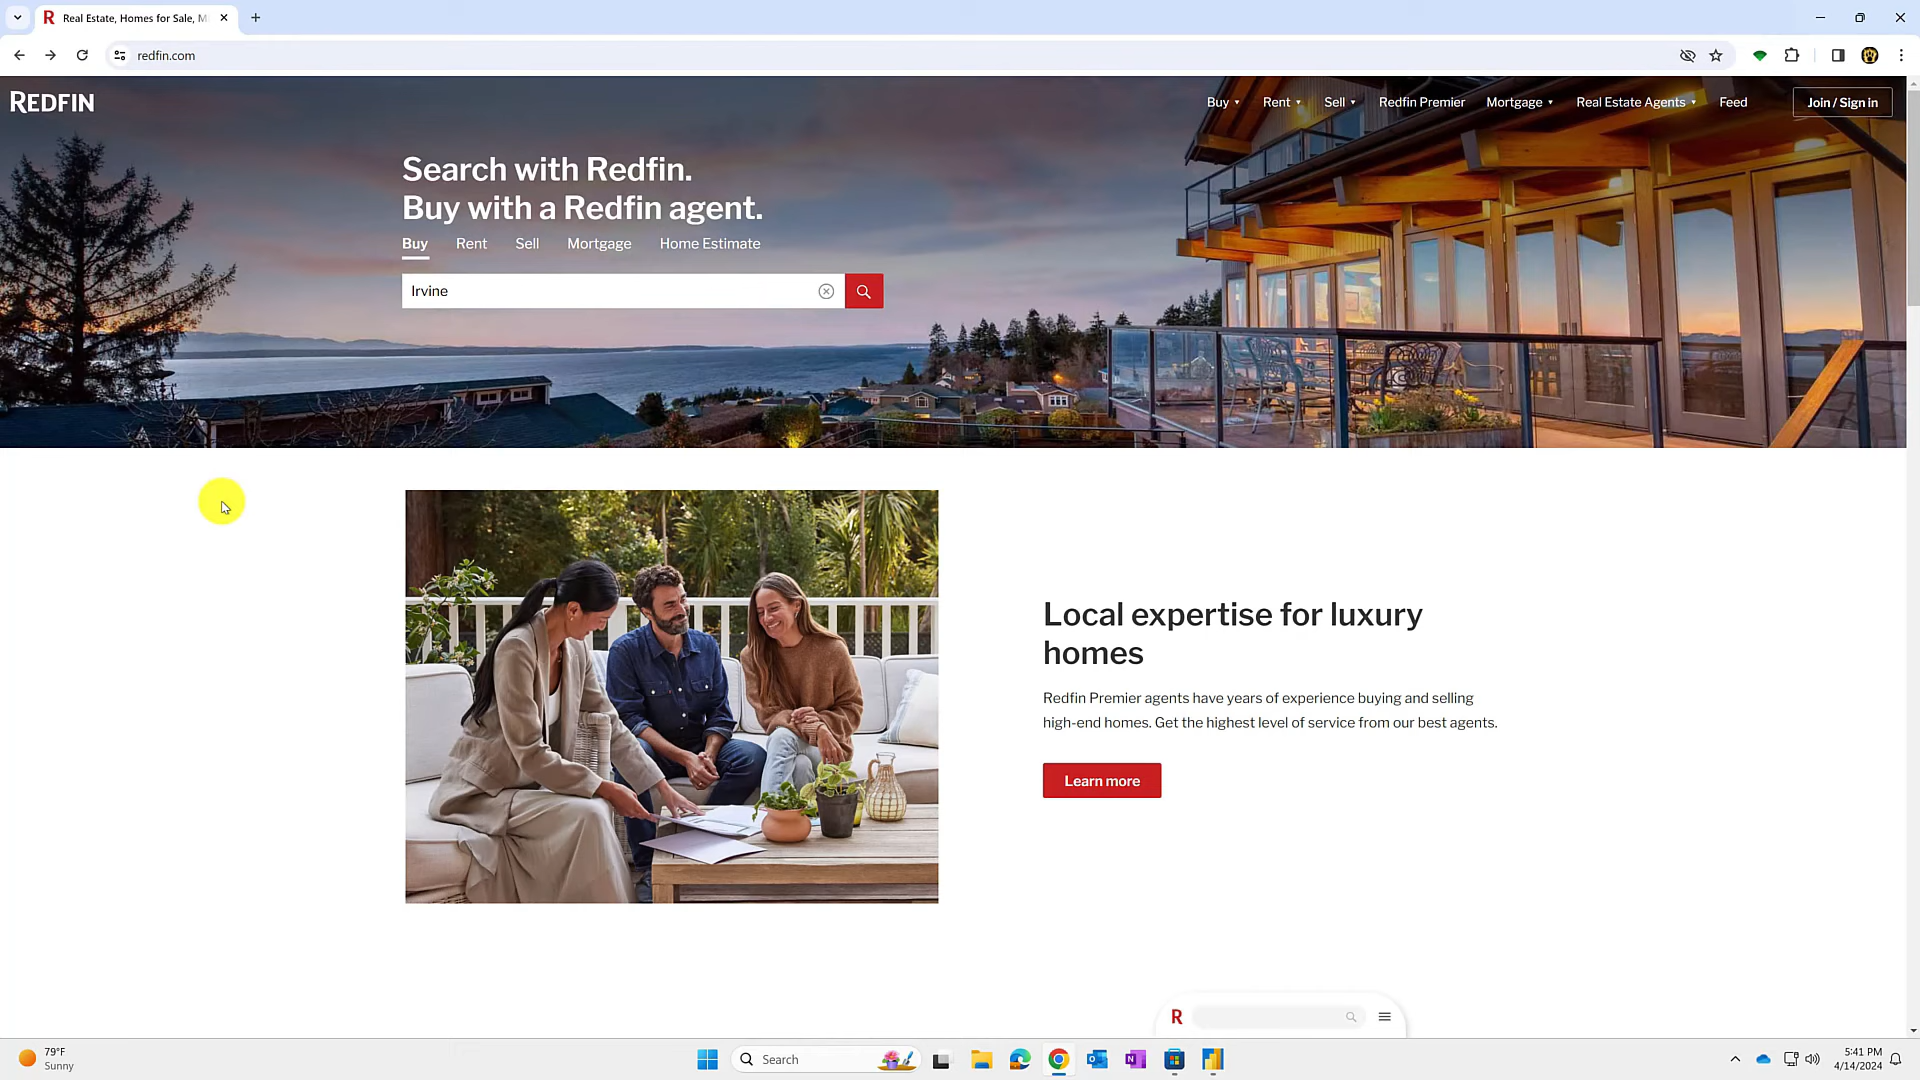 Real Estate, Homes for Sale, M
redfin.com
REDFIN
Buy
Rent
Sell
Redfin Premier
Mortgage
Real Estate Agents
Feed
Join / Sign in
Search with Redfin.
Buy with a Redfin agent.
Buy
Rent
Sell
Mortgage
Home Estimate
Irvine
Local expertise for luxury
homes
Redfin Premier agents have years of experience buying and selling
high-end homes. Get the highest level of service from our best agents.
Learn more
R
79°F
Sunny
Search
5:41 PM
4/14/2024